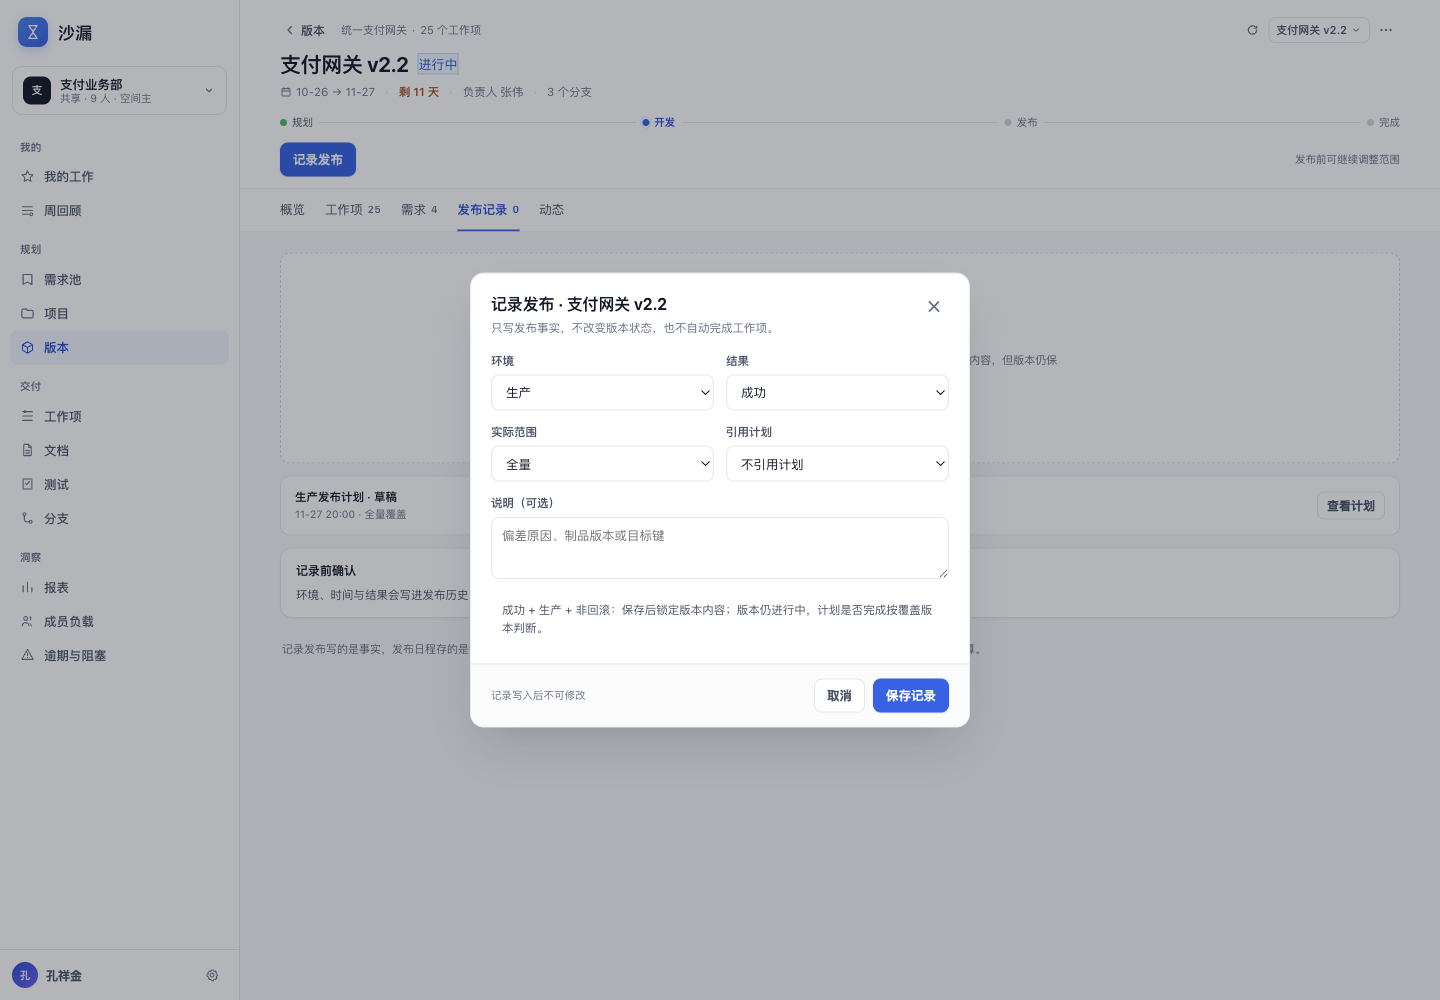 沙漏
支
支付业务部
共享 · 9 人 · 空间主
我的
我的工作
周回顾
规划
需求池
项目
版本
交付
工作项
文档
测试
分支
洞察
报表
成员负载
逾期与阻塞
孔
孔祥金
版本
统一支付网关 · 25 个工作项
支付网关 v2.2
支付网关 v2.2
进行中
10-26 → 11-27 · 剩 11 天 · 负责人 张伟 · 3 个分支
规划
开发
发布
完成
记录发布
发布前可继续调整范围
概览
工作项 25
需求 4
发布记录 0
动态
内容，但版本仍保
生产发布计划 · 草稿
11-27 20:00 · 全量覆盖
查看计划
记录前确认
环境、时间与结果会写进发布历史
记录发布写的是事实，发布日程存的是
记录发布 · 支付网关 v2.2
只写发布事实，不改变版本状态，也不自动完成工作项。
环境
结果
生产
成功
实际范围
引用计划
全量
不引用计划
说明（可选）
偏差原因、制品版本或目标键
成功 + 生产 + 非回滚：保存后锁定版本内容；版本仍进行中，计划是否完成按覆盖版
本判断。
记录写入后不可修改
取消
保存记录